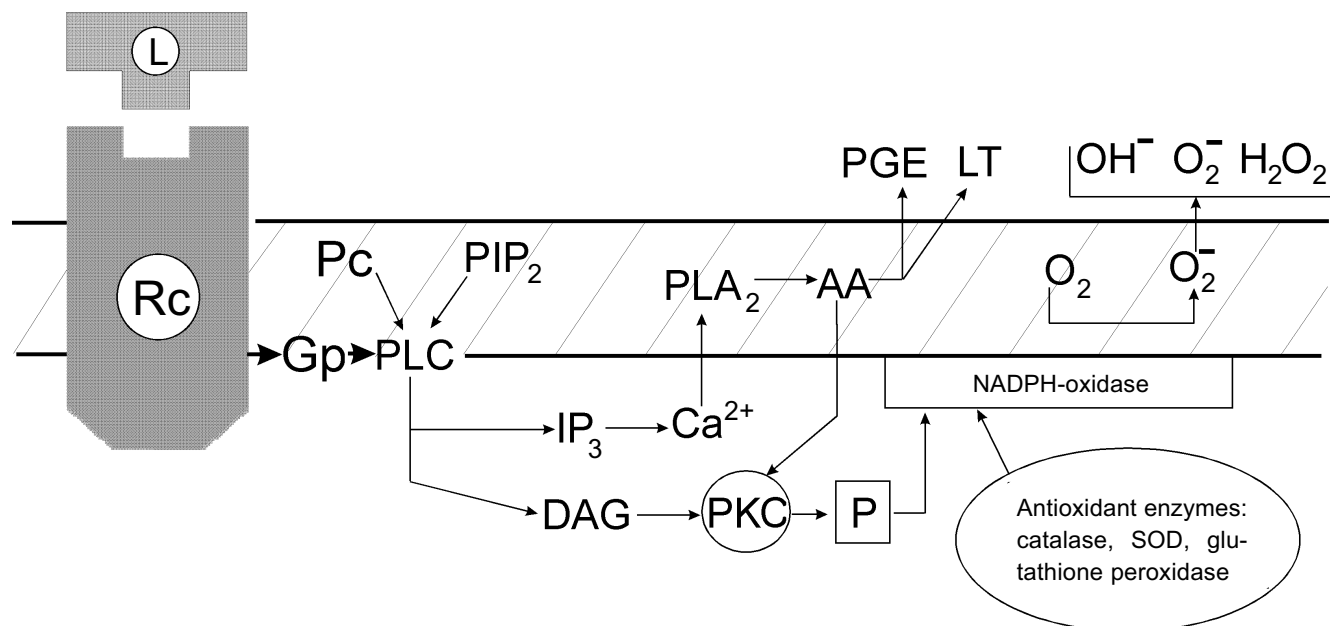 L
Rc
Pc
PIP₂
Gp
PLC
IP₃
Ca²⁺
DAG
PKC
P
PLA₂
AA
PGE
LT
O₂
O₂⁻
OH⁻ O₂⁻ H₂O₂
NADPH-oxidase
Antioxidant enzymes:
catalase, SOD, glu-
tathione peroxidase